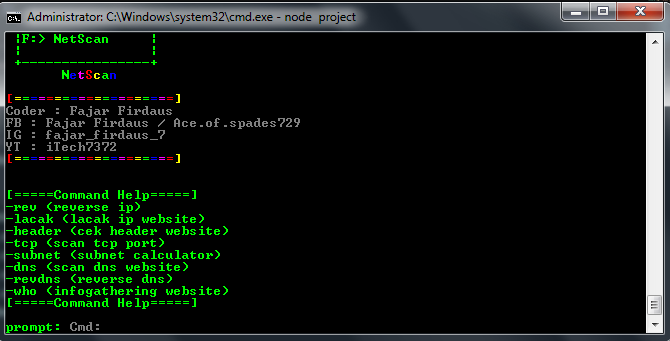 Administrator: C:\Windows\system32\cmd.exe - node project
¦F:> NetScan ¦
¦ ¦
+-----------------+
NetScan
[=====================]
Coder : Fajar Firdaus
FB : Fajar Firdaus / Ace.of.spades729
IG : fajar_firdaus_7
YT : iTech7372
[=====================]
[=====Command Help=====]
-rev (reverse ip)
-lacak (lacak ip website)
-header (cek header website)
-tcp (scan tcp port)
-subnet (subnet calculator)
-dns (scan dns website)
-revdns (reverse dns)
-who (infogathering website)
[=====Command Help=====]
prompt: Cmd: